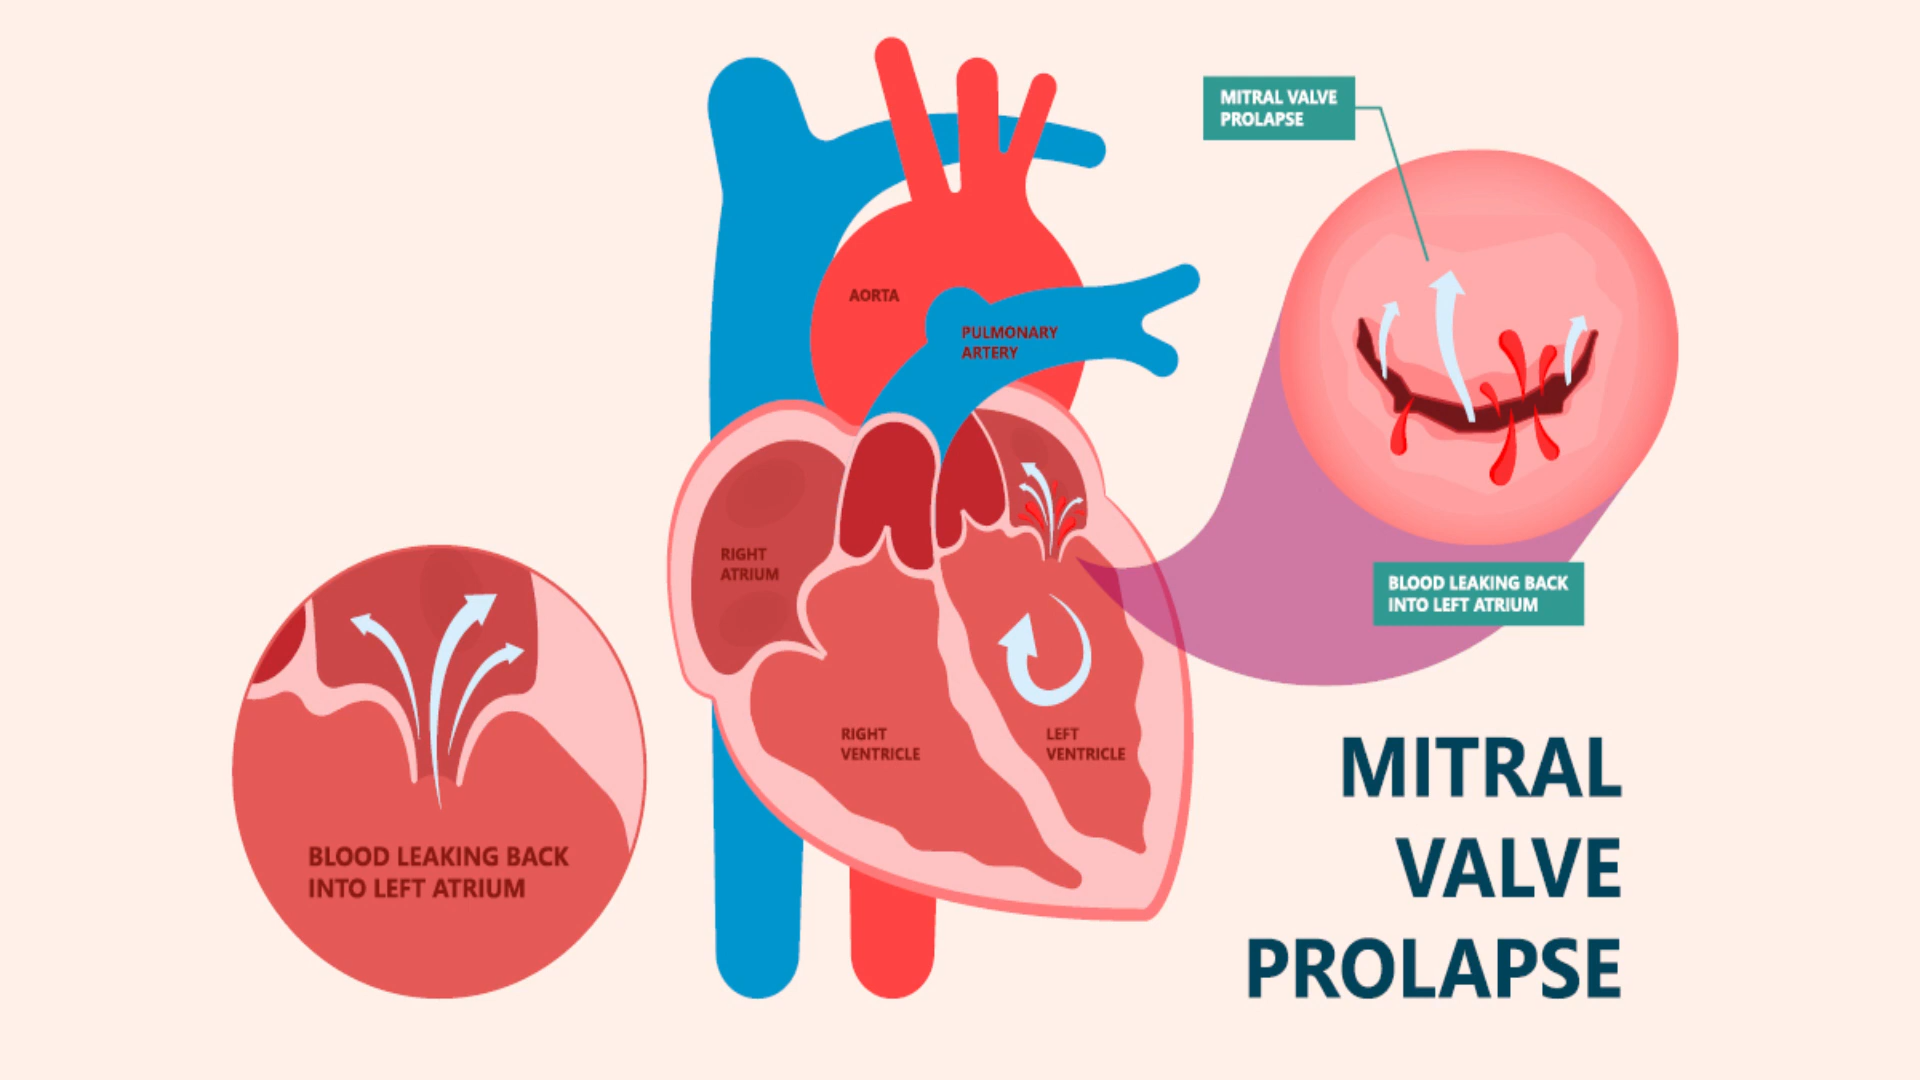 MITRAL VALVE
PROLAPSE
AORTA
PULMONARY
ARTERY
RIGHT
ATRIUM
BLOOD LEAKING BACK
INTO LEFT ATRIUM
RIGHT
VENTRICLE
LEFT
VENTRICLE
BLOOD LEAKING BACK
INTO LEFT ATRIUM
MITRAL
VALVE
PROLAPSE